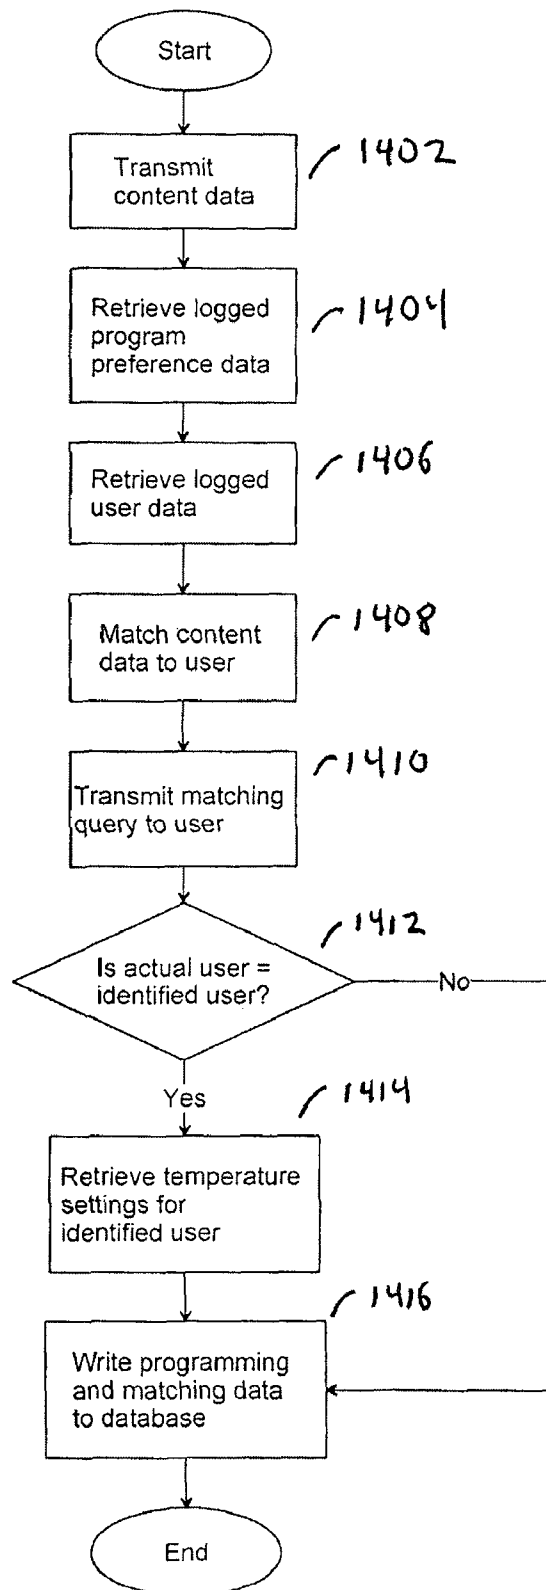 Start
Transmit
content data
1402
Retrieve logged
program
preference data
1404
Retrieve logged
user data
1406
Match content
data to user
1408
Transmit matching
query to user
1410
Is actual user =
identified user?
1412
No
Yes
Retrieve temperature
settings for
identified user
1414
Write programming
and matching data
to database
1416
End